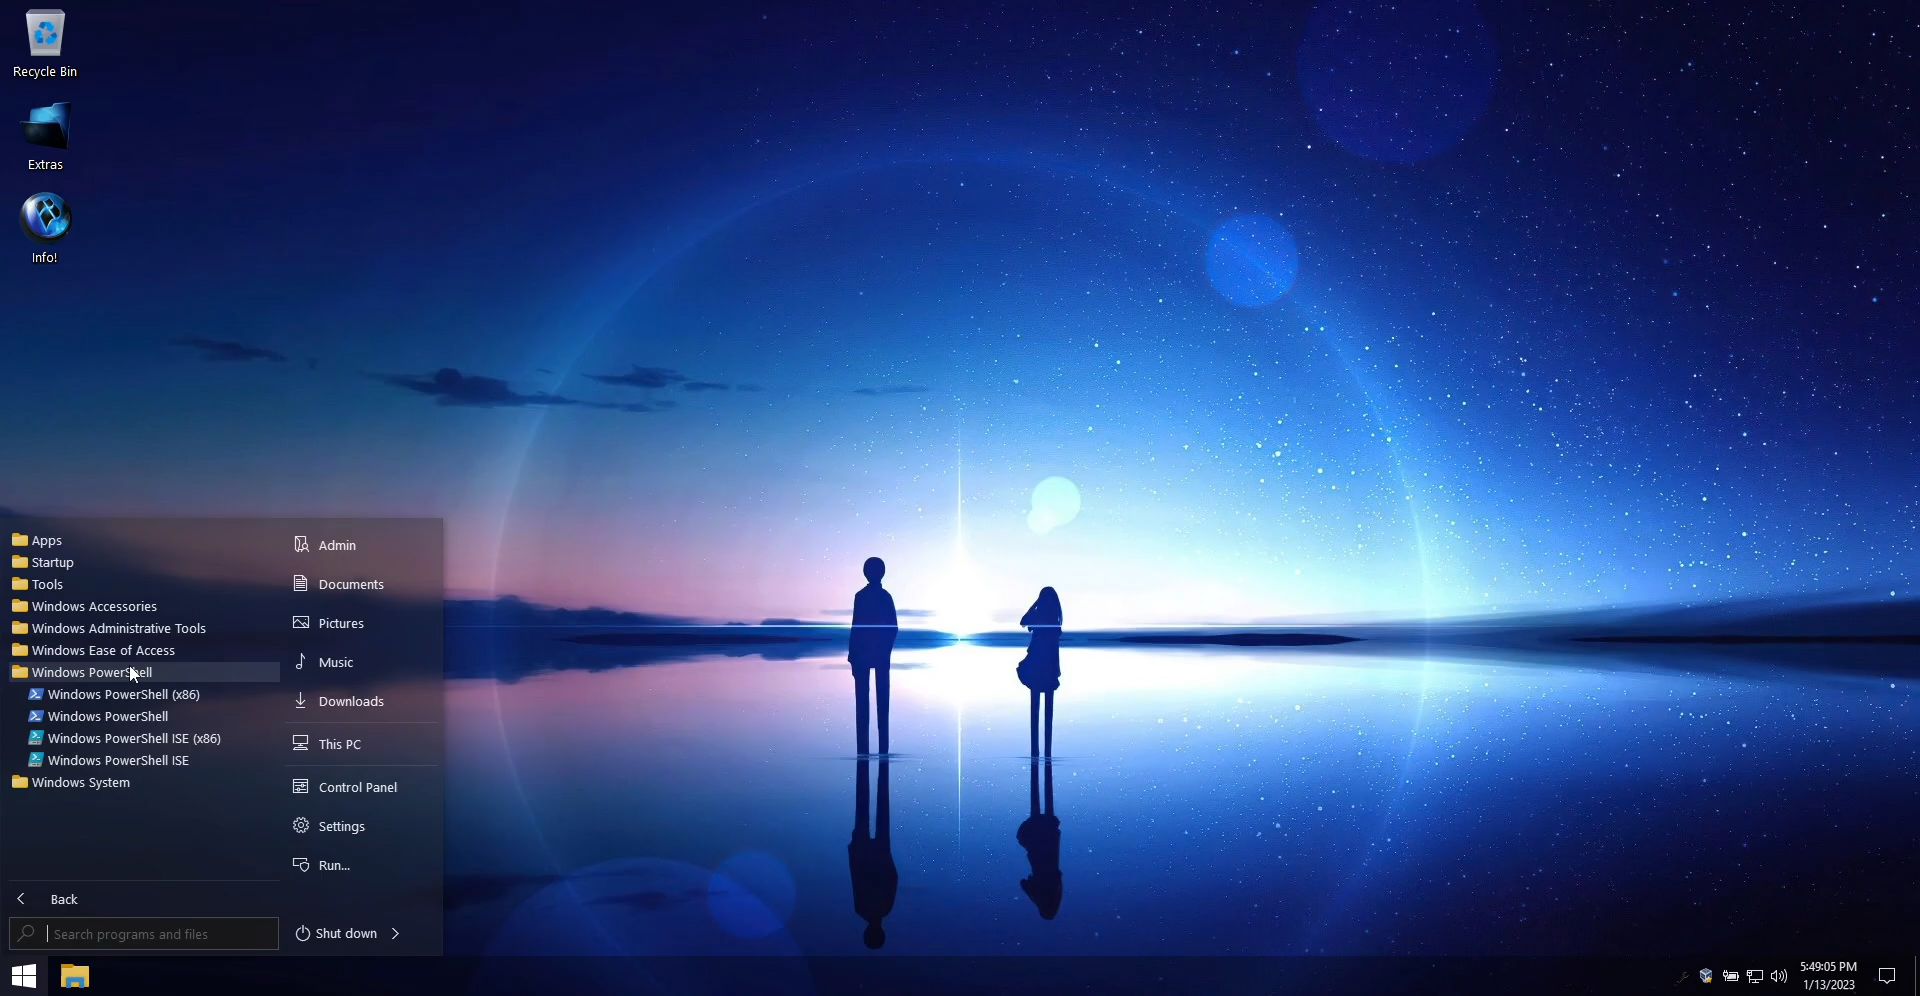 Recycle Bin
Extras
Info!
Apps
Startup
Tools
Windows Accessories
Windows Administrative Tools
Windows Ease of Access
Windows PowerShell
Windows PowerShell (x86)
Windows PowerShell
Windows PowerShell ISE (x86)
Windows PowerShell ISE
Windows System
Back
Search programs and files
Admin
Documents
Pictures
Music
Downloads
This PC
Control Panel
Settings
Run...
Shut down
5:49:05 PM
1/13/2023